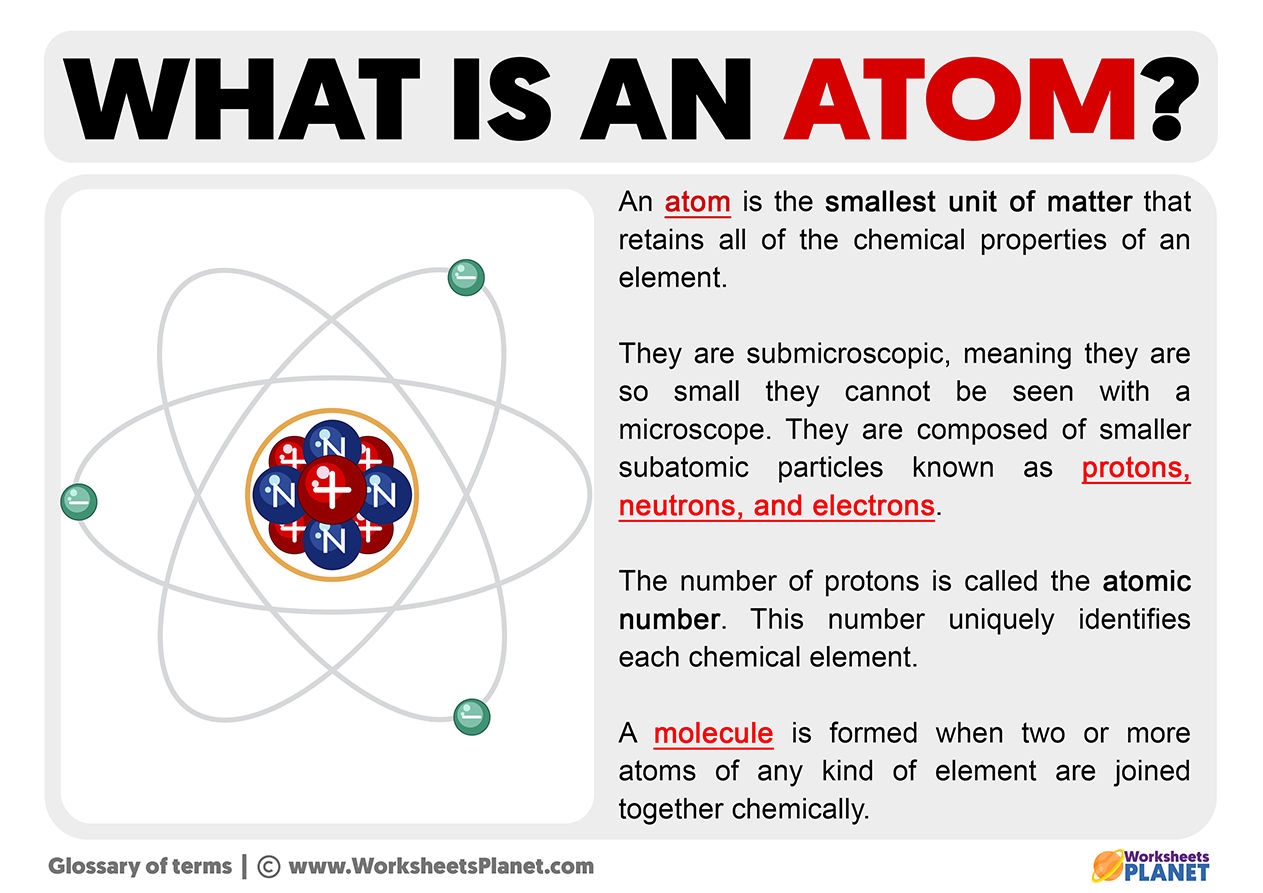 WHAT IS AN ATOM?
An atom is the smallest unit of matter that
retains all of the chemical properties of an
element.
They are submicroscopic, meaning they are
so small they cannot be seen with a
microscope. They are composed of smaller
subatomic particles known as protons,
neutrons, and electrons.
The number of protons is called the atomic
number. This number uniquely identifies
each chemical element.
A molecule is formed when two or more
atoms of any kind of element are joined
together chemically.
−
−
N
+ +
N + N
+ +
N
−
Glossary of terms | © www.WorksheetsPlanet.com
Worksheets
PLANET